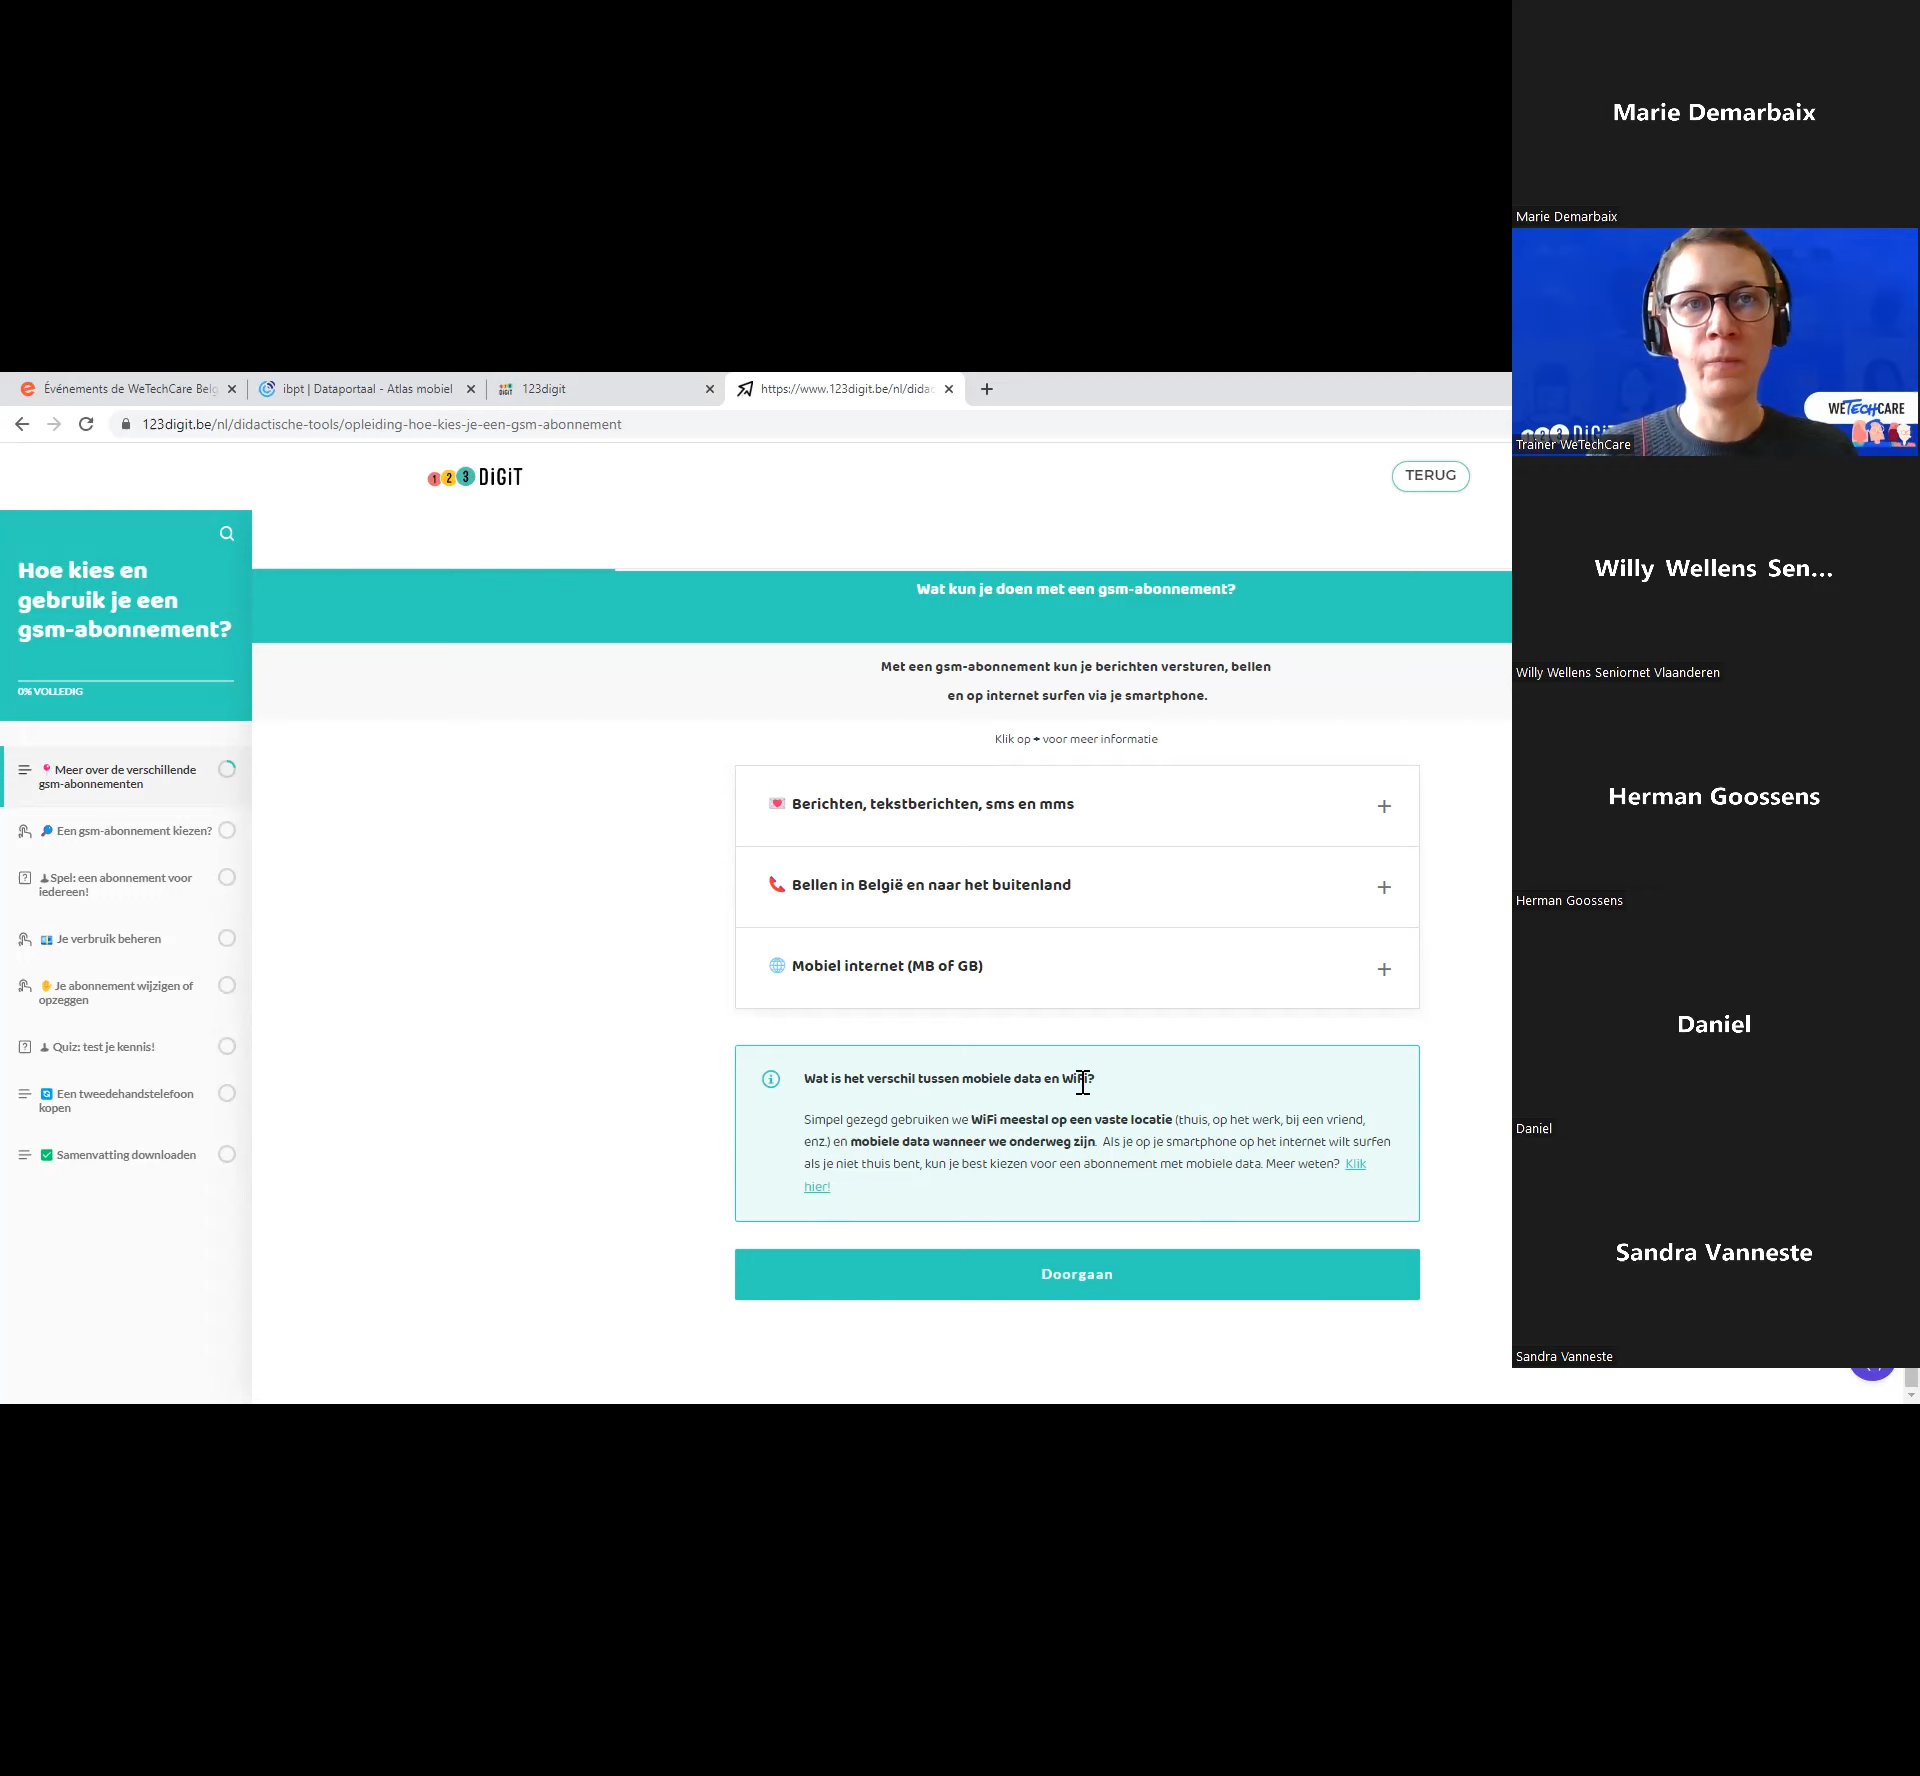 Événements de WeTechCare Belg
ibpt | Dataportaal - Atlas mobiel
123digit
https://www.123digit.be/nl/didac
123digit.be/nl/didactische-tools/opleiding-hoe-kies-je-een-gsm-abonnement
123 DiGiT
TERUG
Hoe kies en
gebruik je een
gsm-abonnement?
0% VOLLEDIG
Meer over de verschillende
gsm-abonnementen
Een gsm-abonnement kiezen?
Spel: een abonnement voor
iedereen!
Je verbruik beheren
Je abonnement wijzigen of
opzeggen
Quiz: test je kennis!
Een tweedehandstelefoon
kopen
Samenvatting downloaden
Wat kun je doen met een gsm-abonnement?
Met een gsm-abonnement kun je berichten versturen, bellen
en op internet surfen via je smartphone.
Klik op + voor meer informatie
Berichten, tekstberichten, sms en mms
Bellen in België en naar het buitenland
Mobiel internet (MB of GB)
Wat is het verschil tussen mobiele data en WiFi?
Simpel gezegd gebruiken we WiFi meestal op een vaste locatie (thuis, op het werk, bij een vriend,
enz.) en mobiele data wanneer we onderweg zijn. Als je op je smartphone op het internet wilt surfen
als je niet thuis bent, kun je best kiezen voor een abonnement met mobiele data. Meer weten? Klik
hier!
Doorgaan
Marie Demarbaix
Marie Demarbaix
WETECHCARE
Trainer WeTechCare
Willy Wellens Sen...
Willy Wellens Seniornet Vlaanderen
Herman Goossens
Herman Goossens
Daniel
Daniel
Sandra Vanneste
Sandra Vanneste